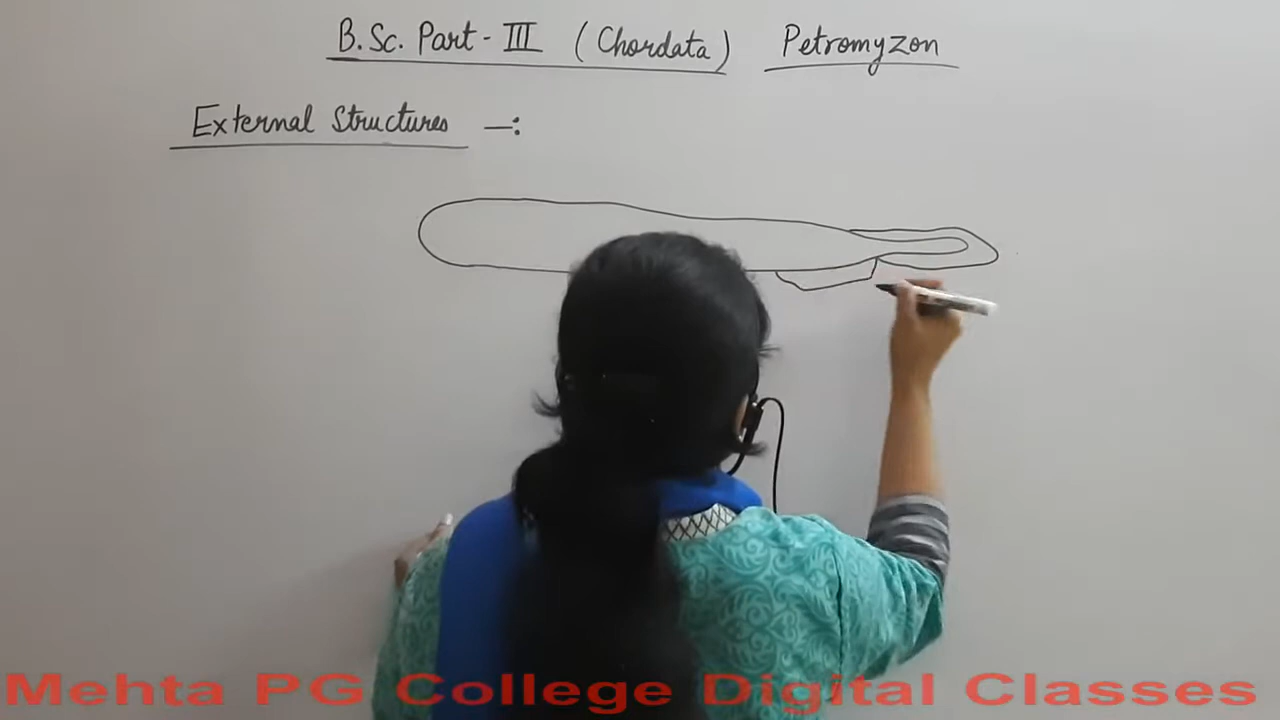 B.Sc. Part - III (Chordata) Petromyzon
External Structures —:
Mehta PG College Digital Classes